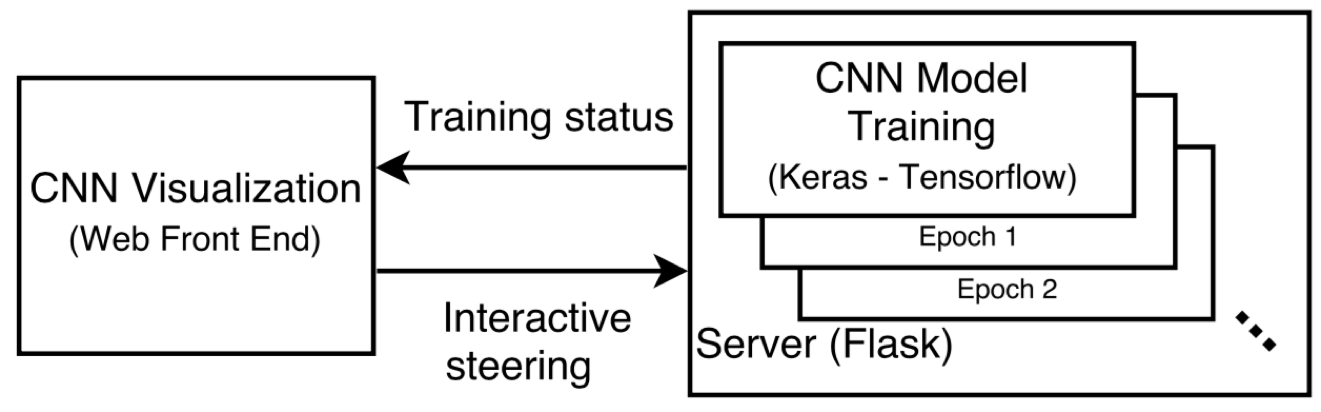 CNN Visualization
(Web Front End)
Training status
Interactive
steering
CNN Model
Training
(Keras - Tensorflow)
Epoch 1
Epoch 2
Server (Flask)